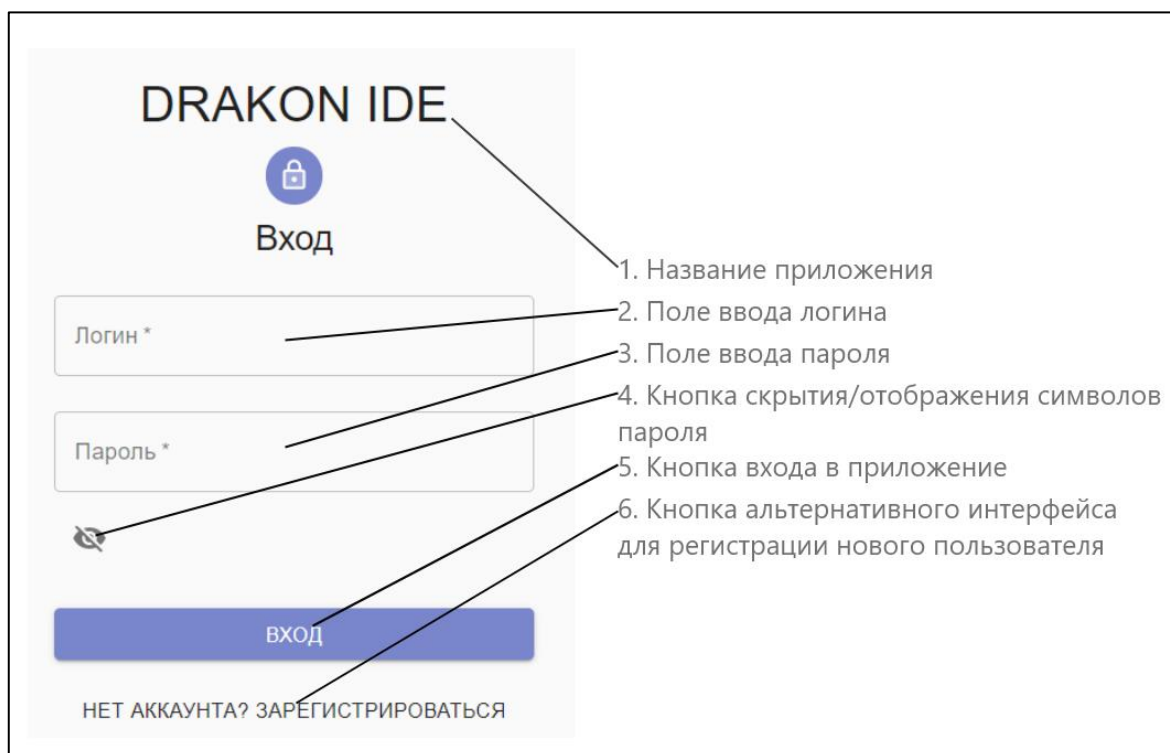 DRAKON IDE
Вход
Логин *
Пароль *
ВХОД
НЕТ АККАУНТА? ЗАРЕГИСТРИРОВАТЬСЯ
1. Название приложения
2. Поле ввода логина
3. Поле ввода пароля
4. Кнопка скрытия/отображения символов
пароля
5. Кнопка входа в приложение
6. Кнопка альтернативного интерфейса
для регистрации нового пользователя